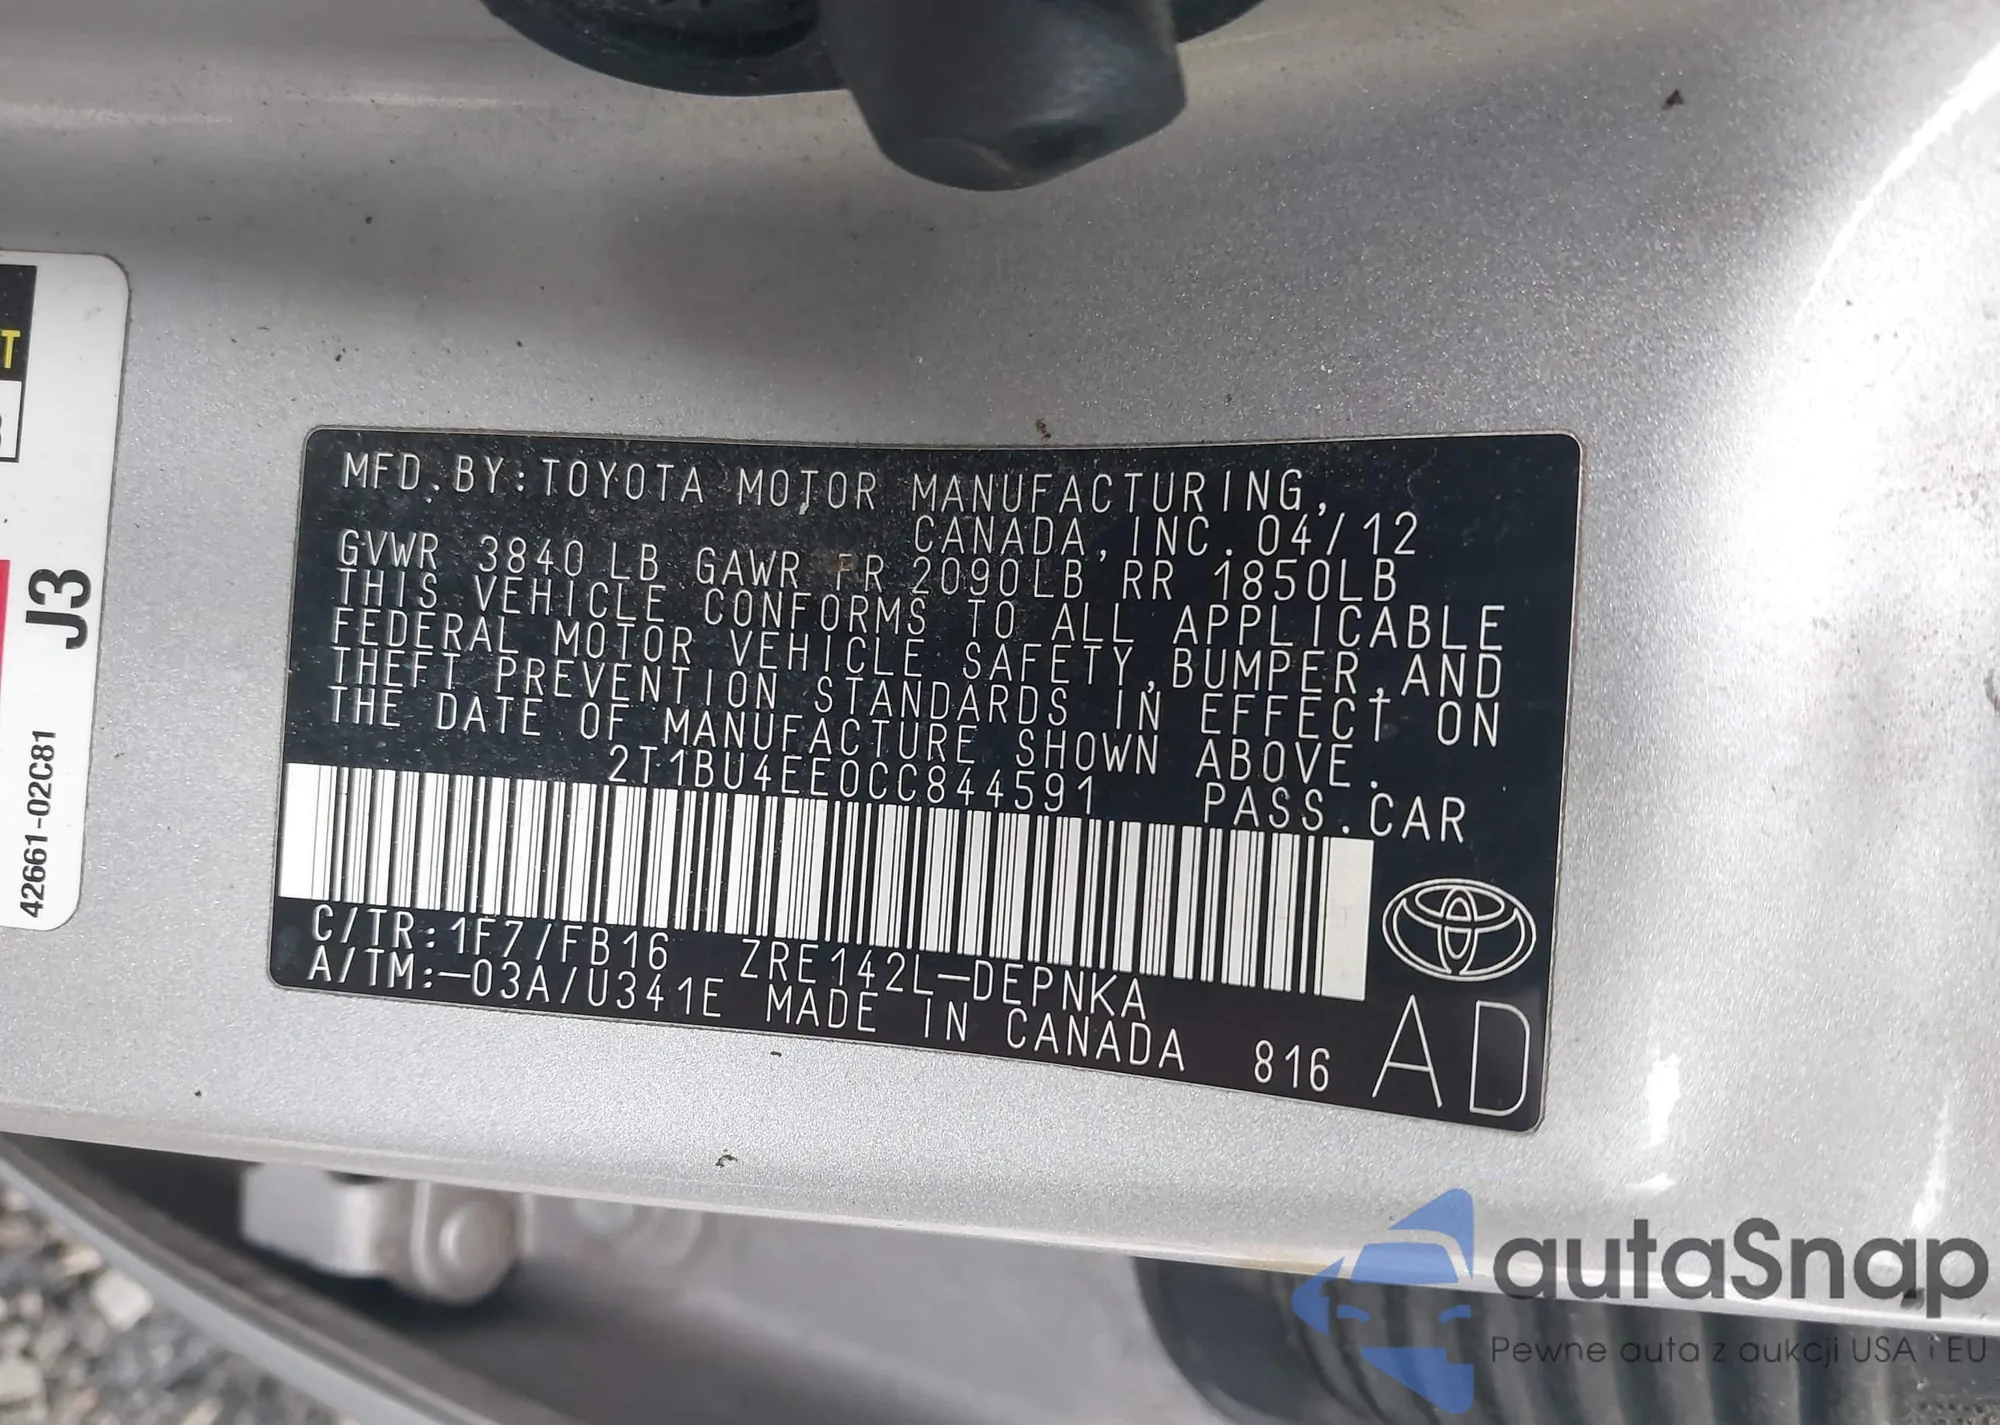 MFD. BY: TOYOTA MOTOR MANUFACTURING,
CANADA, INC. 04/12
GVWR 3840 LB GAWR FR 2090LB RR 1850LB
THIS VEHICLE CONFORMS TO ALL APPLICABLE
FEDERAL MOTOR VEHICLE SAFETY, BUMPER, AND
THEFT PREVENTION STANDARDS IN EFFECT ON
THE DATE OF MANUFACTURE SHOWN ABOVE.
2T1BU4EE0CC844591 PASS. CAR
C/TR: 1F7/FB16 ZRE142L-DEPNKA
A/TM: -03A/U341E MADE IN CANADA 816 AD
T
J3
42661-02C81
autaSnap
Pewne auta z aukcji USA i EU